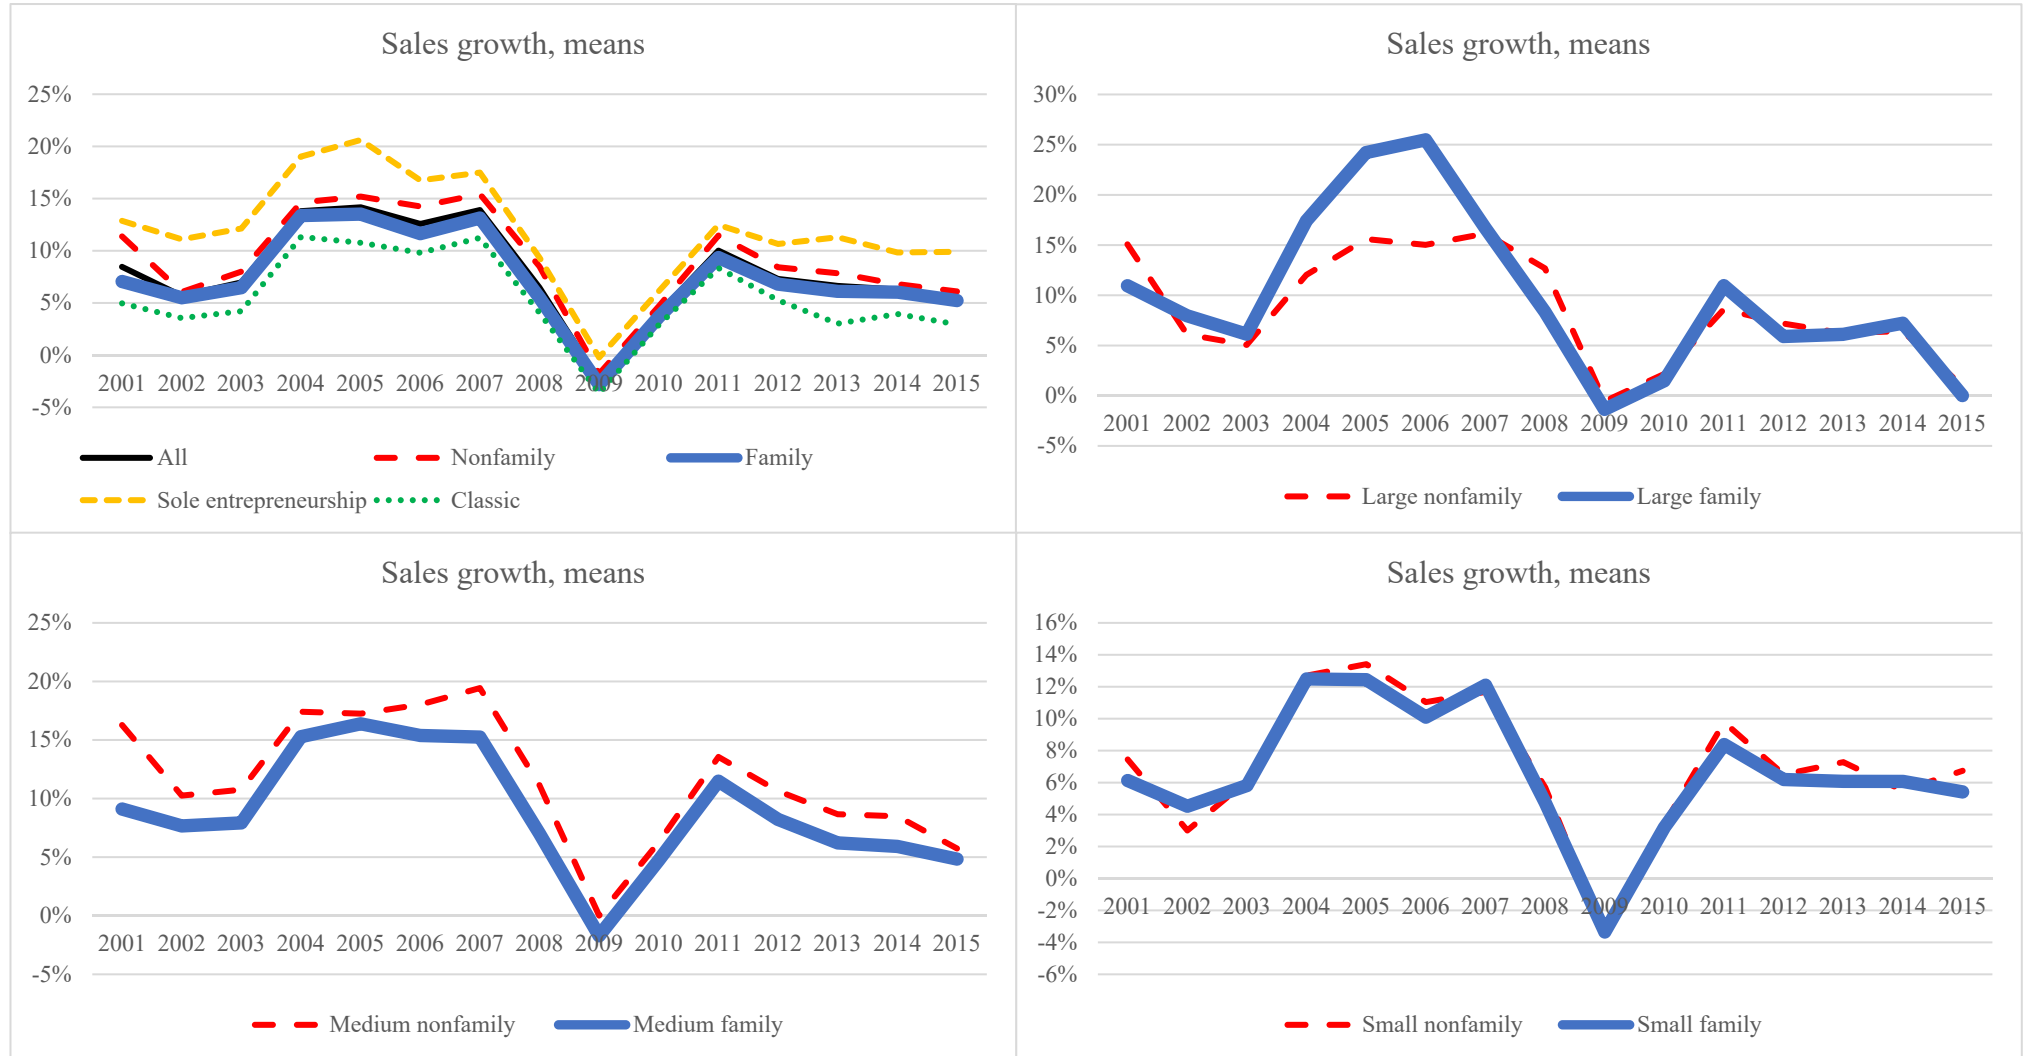 Sales growth, means
25%
20%
15%
10%
5%
0%
2001 2002 2003 2004 2005 2006 2007 2008 2009 2010 2011 2012 2013 2014 2015
-5%
All Nonfamily Family
Sole entrepreneurship Classic
Sales growth, means
30%
25%
20%
15%
10%
5%
0%
2001 2002 2003 2004 2005 2006 2007 2008 2009 2010 2011 2012 2013 2014 2015
-5%
Large nonfamily Large family
Sales growth, means
25%
20%
15%
10%
5%
0%
2001 2002 2003 2004 2005 2006 2007 2008 2009 2010 2011 2012 2013 2014 2015
-5%
Medium nonfamily Medium family
Sales growth, means
16%
14%
12%
10%
8%
6%
4%
2%
0%
2001 2002 2003 2004 2005 2006 2007 2008 2009 2010 2011 2012 2013 2014 2015
-2%
-4%
-6%
Small nonfamily Small family